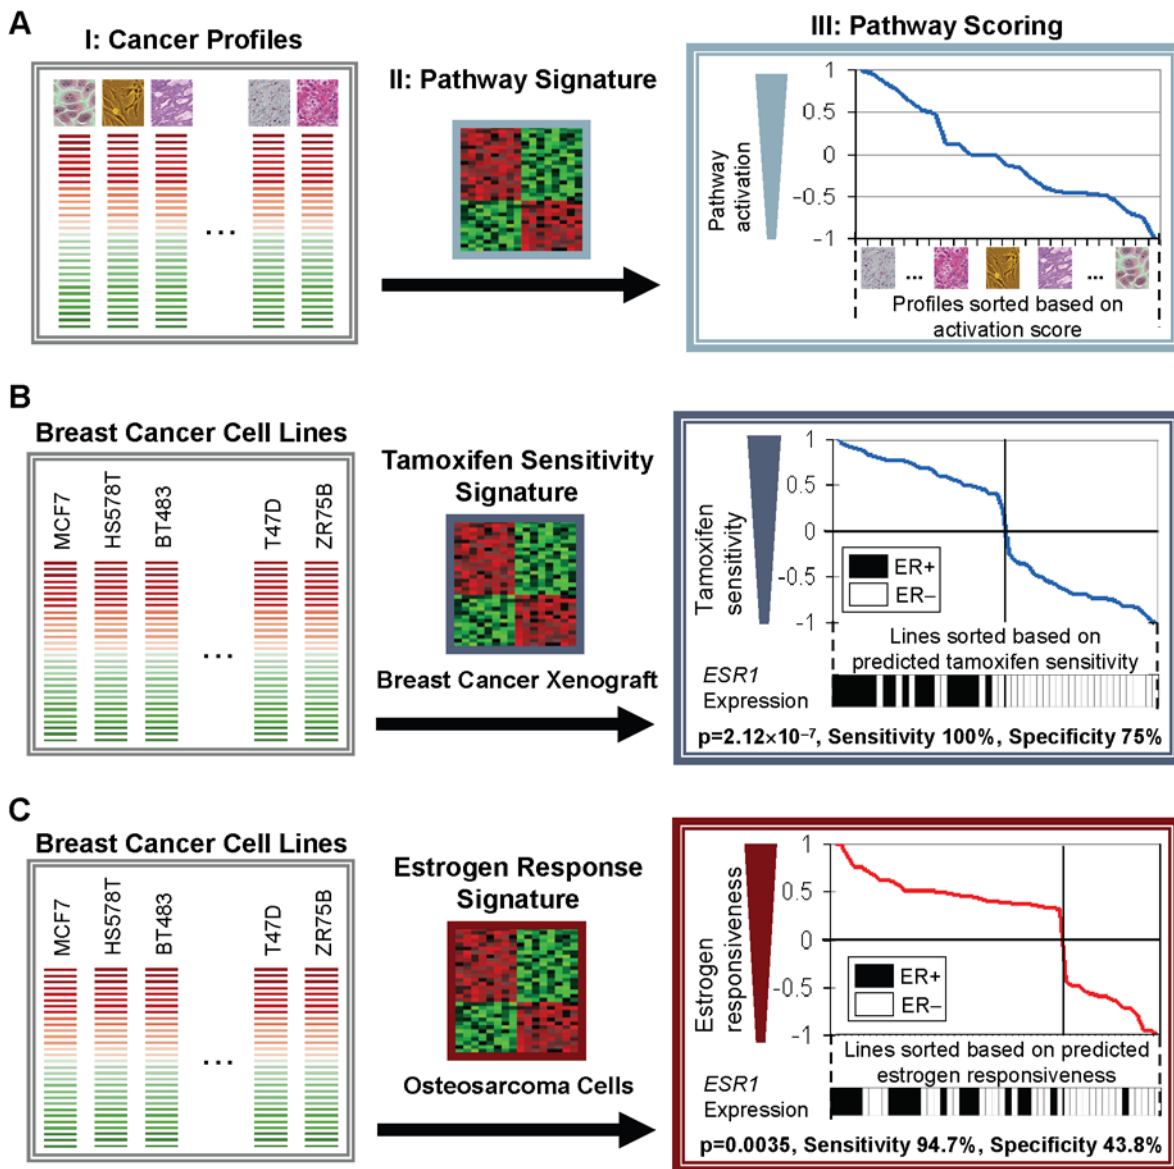 A
I: Cancer Profiles
...
II: Pathway Signature
III: Pathway Scoring
Pathway
activation
1
0.5
0
-0.5
-1
... ...
Profiles sorted based on
activation score
B
Breast Cancer Cell Lines
MCF7
HS578T
BT483
...
T47D
ZR75B
Tamoxifen Sensitivity
Signature
Breast Cancer Xenograft
Tamoxifen
sensitivity
1
0.5
0
-0.5
-1
ER+
ER–
Lines sorted based on
predicted tamoxifen sensitivity
ESR1
Expression
p=2.12×10⁻⁷, Sensitivity 100%, Specificity 75%
C
Breast Cancer Cell Lines
MCF7
HS578T
BT483
...
T47D
ZR75B
Estrogen Response
Signature
Osteosarcoma Cells
Estrogen
responsiveness
1
0.5
0
-0.5
-1
ER+
ER–
Lines sorted based on predicted
estrogen responsiveness
ESR1
Expression
p=0.0035, Sensitivity 94.7%, Specificity 43.8%